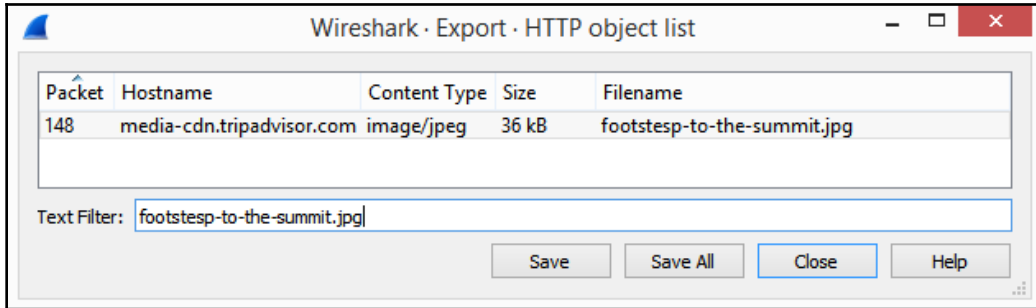 Wireshark · Export · HTTP object list
Packet Hostname Content Type Size Filename
148 media-cdn.tripadvisor.com image/jpeg 36 kB footstesp-to-the-summit.jpg
Text Filter: footstesp-to-the-summit.jpg
Save Save All Close Help